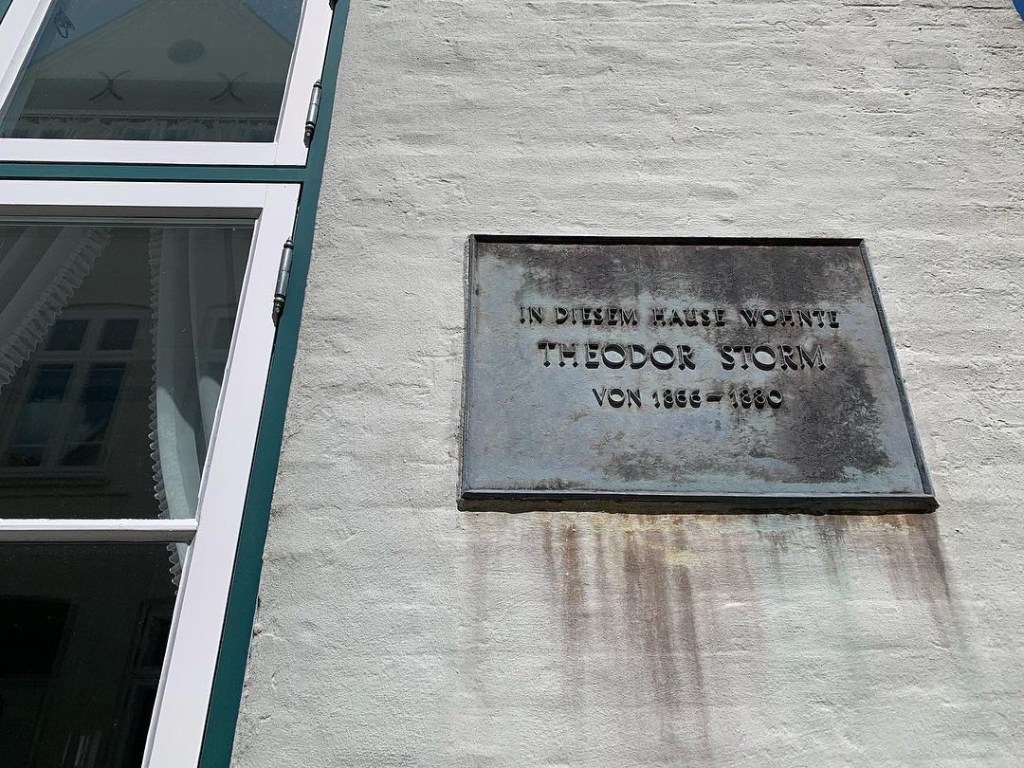 IN DIESEM HAUSE WOHNTE
THEODOR STORM
VON 1866 – 1880